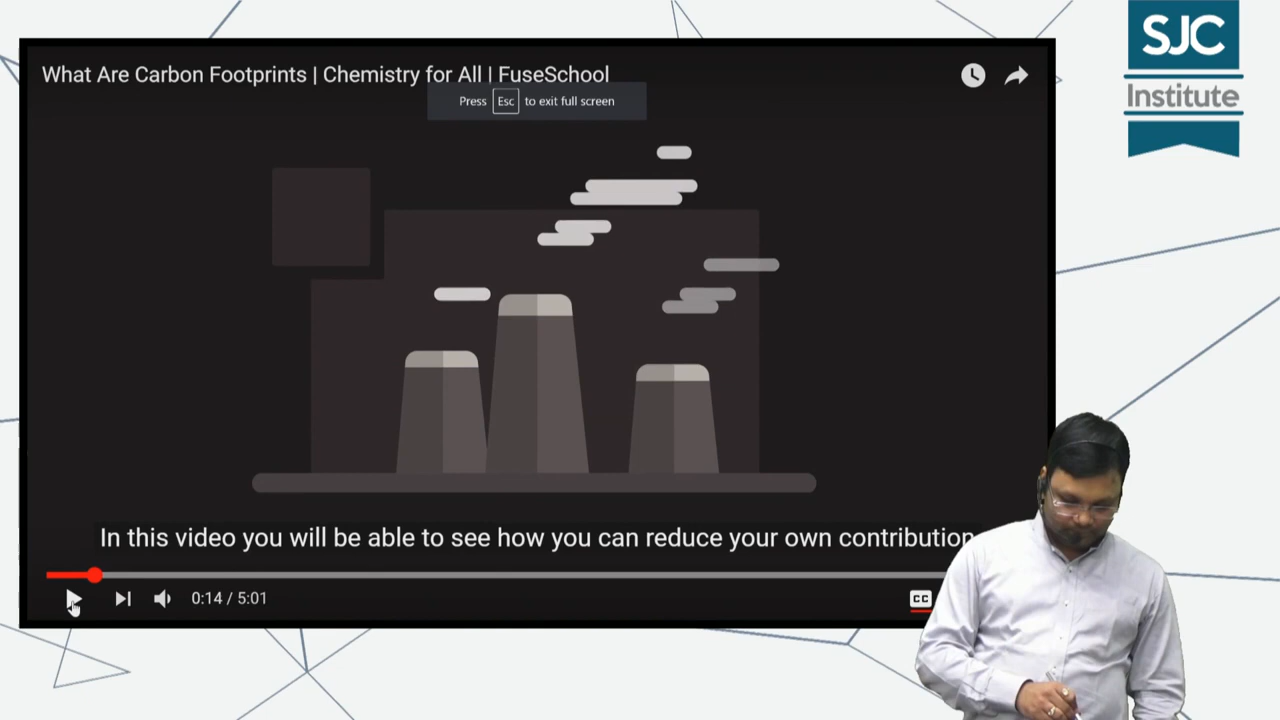 What Are Carbon Footprints | Chemistry for All | FuseSchool
Press Esc to exit full screen
SJC
Institute
In this video you will be able to see how you can reduce your own contribution
0:14 / 5:01
CC